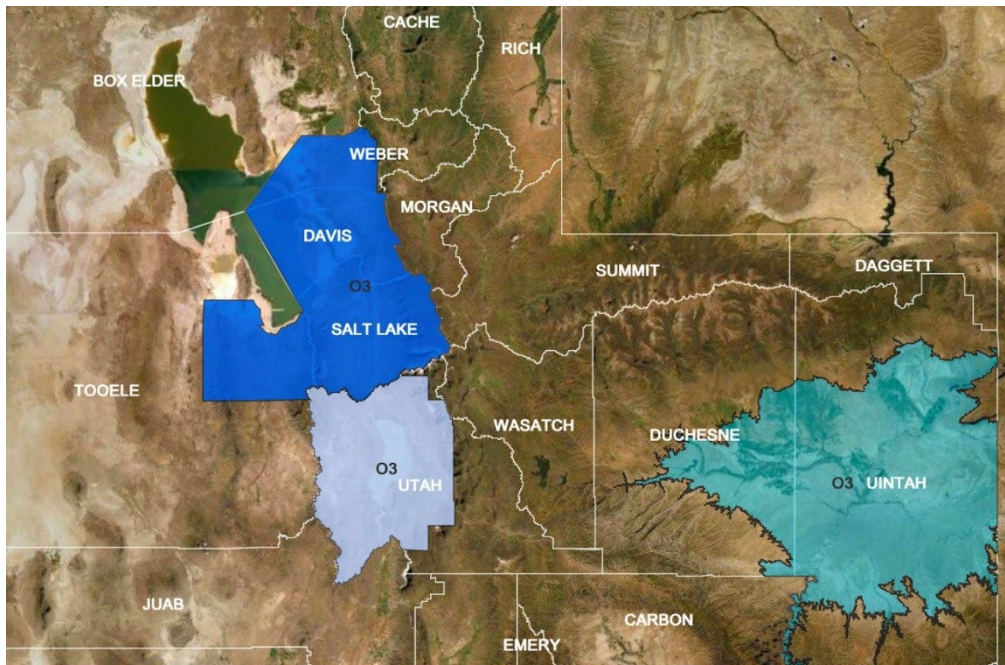 CACHE
RICH
BOX ELDER
WEBER
MORGAN
DAVIS
SUMMIT
DAGGETT
O3
SALT LAKE
TOOELE
WASATCH
DUCHESNE
O3
UTAH
O3 UINTAH
JUAB
CARBON
EMERY